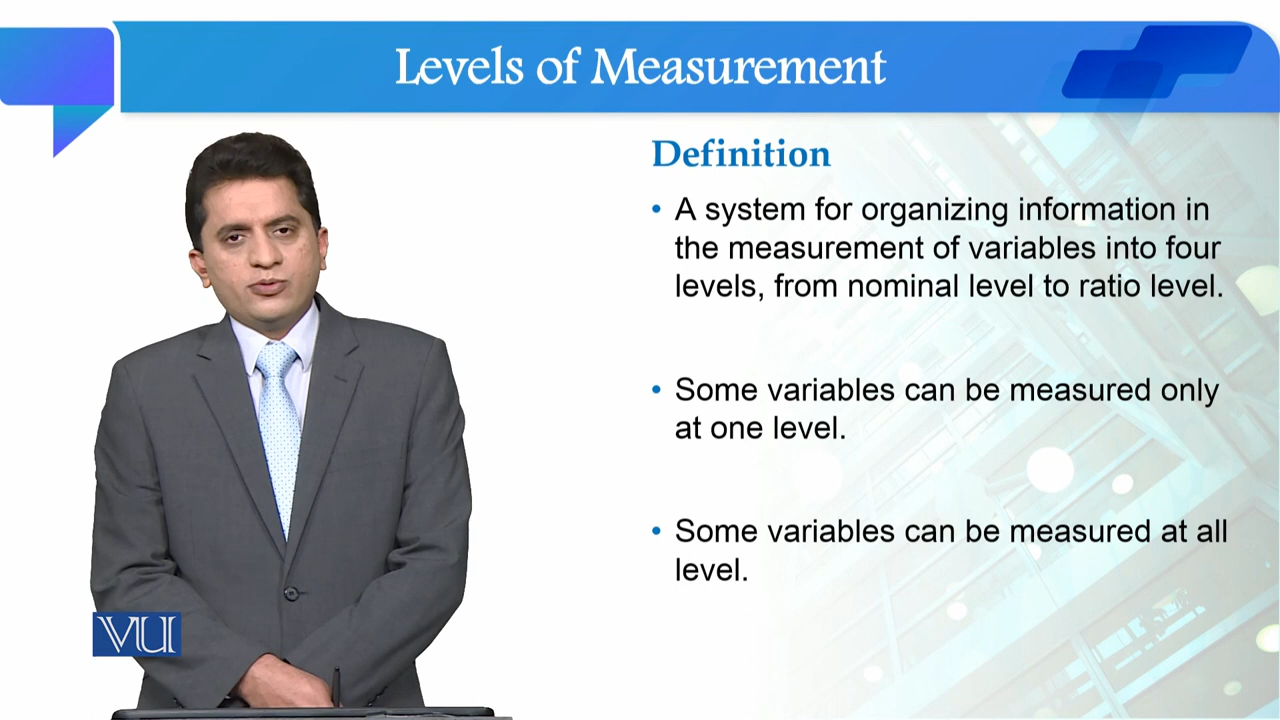 Levels of Measurement
Definition
• A system for organizing information in
the measurement of variables into four
levels, from nominal level to ratio level.
• Some variables can be measured only
at one level.
• Some variables can be measured at all
level.
VU